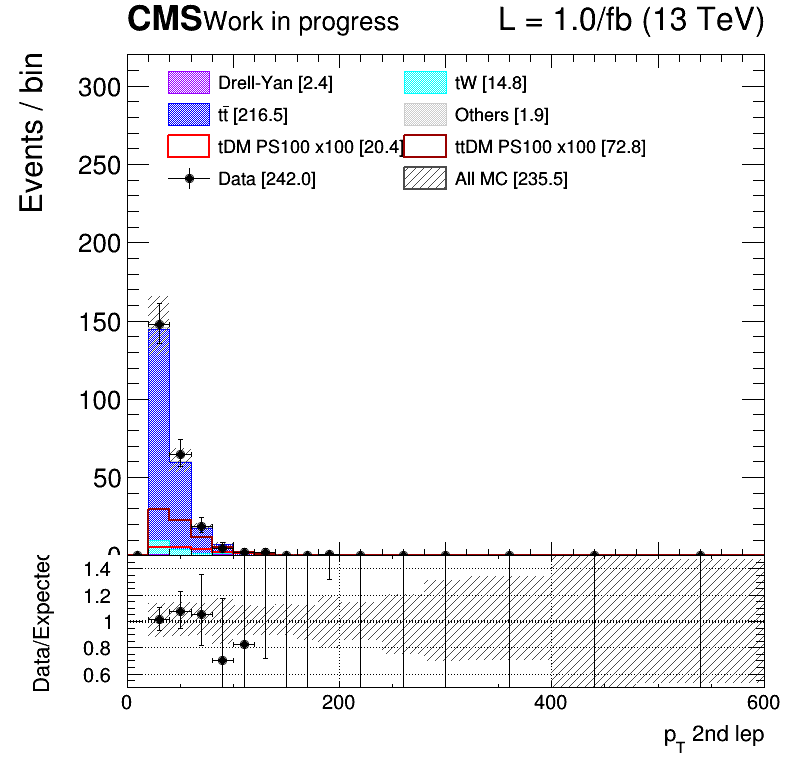 CMS Work in progress L = 1.0/fb (13 TeV)
Events / bin
300
250
200
150
100
50
0
Drell-Yan [2.4]
tW [14.8]
tt̄ [216.5]
Others [1.9]
tDM PS100 x100 [20.4]
ttDM PS100 x100 [72.8]
Data [242.0]
All MC [235.5]
Data/Expected
1.4
1.2
1
0.8
0.6
0 200 400 600
p_T 2nd lep